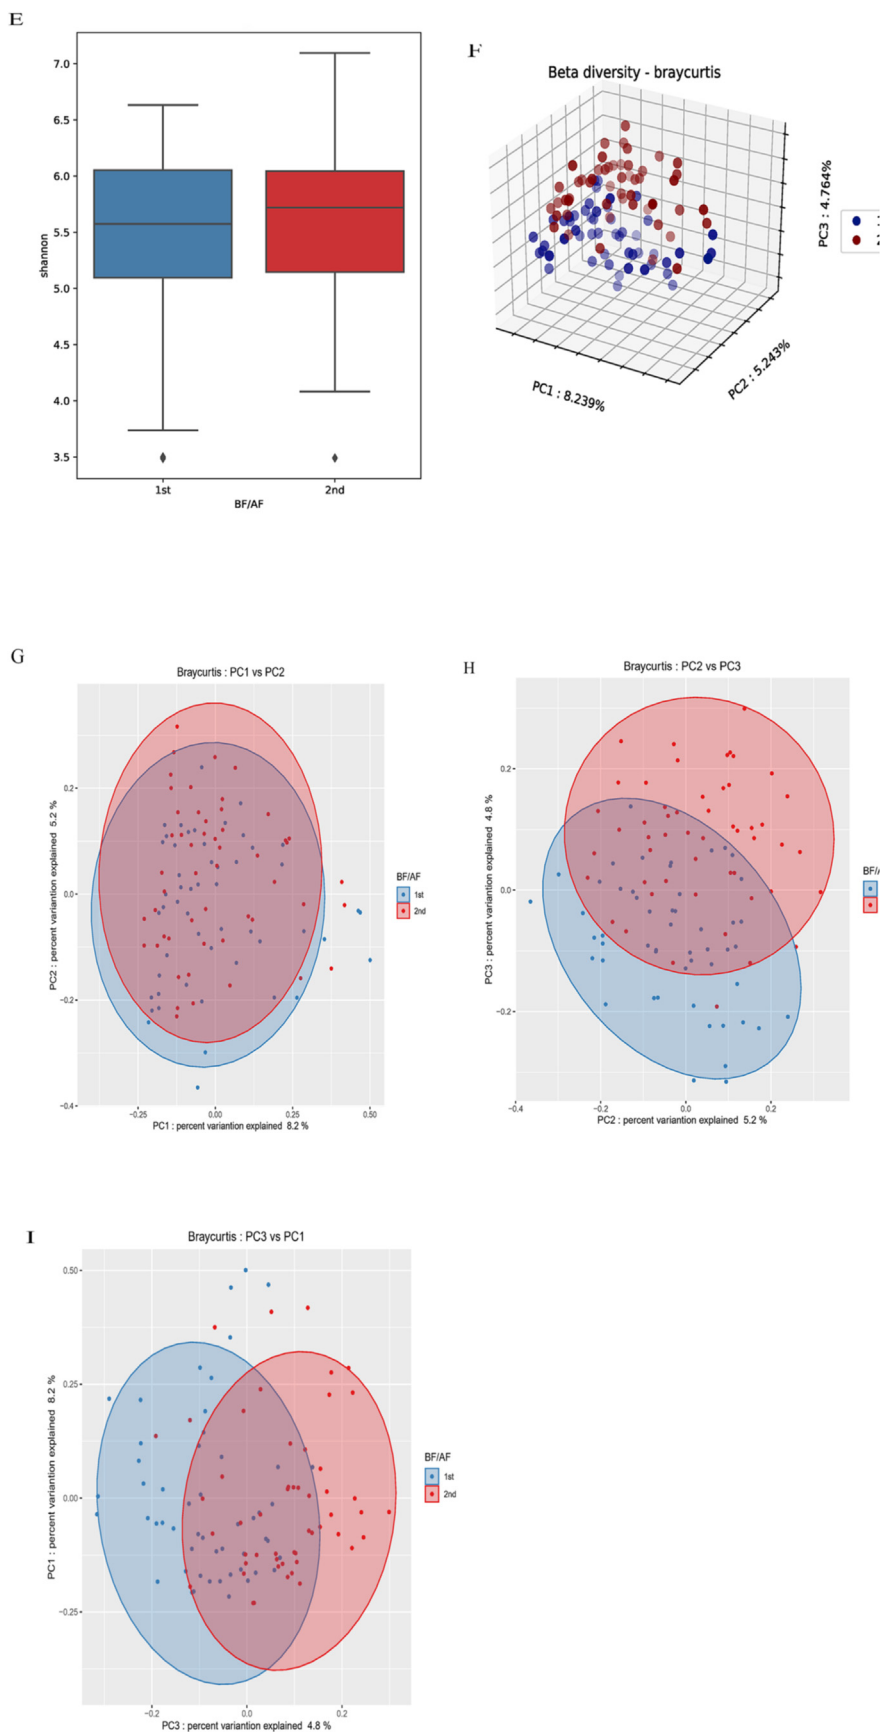 E
7.0
6.5
6.0
5.5
5.0
4.5
4.0
3.5
shannon
1st
2nd
BF/AF
F
Beta diversity - braycurtis
PC3 : 4.764%
PC2 : 5.243%
PC1 : 8.239%
G
Braycurtis : PC1 vs PC2
PC2 : percent variantion explained 5.2 %
0.2
0.0
−0.2
−0.4
−0.25
0.00
0.25
0.50
PC1 : percent variantion explained 8.2 %
BF/AF
1st
2nd
H
Braycurtis : PC2 vs PC3
PC3 : percent variantion explained 4.8 %
0.2
0.0
−0.2
−0.4
−0.2
0.0
0.2
PC2 : percent variantion explained 5.2 %
I
Braycurtis : PC3 vs PC1
PC1 : percent variantion explained 8.2 %
0.50
0.25
0.00
−0.25
−0.2
0.0
0.2
PC3 : percent variantion explained 4.8 %
BF/AF
1st
2nd